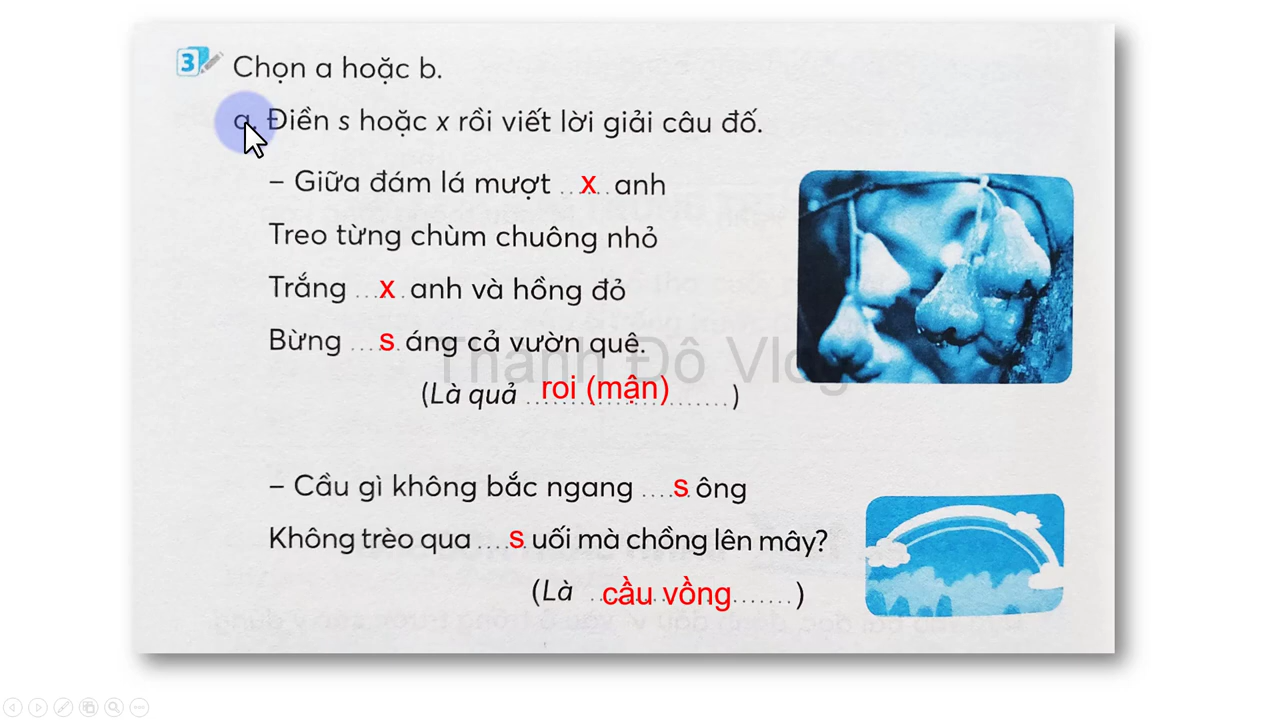 3 Chọn a hoặc b.
a. Điền s hoặc x rồi viết lời giải câu đố.
– Giữa đám lá mượt ..x.. anh
Treo từng chùm chuông nhỏ
Trắng ...x.. anh và hồng đỏ
Bừng ....s. áng cả vườn quê.
Thanh Đô Vlog
(Là quả roi (mận) .......)
– Cầu gì không bắc ngang ....s. ông
Không trèo qua ....s. uối mà chồng lên mây?
(Là ..cầu vồng.......)